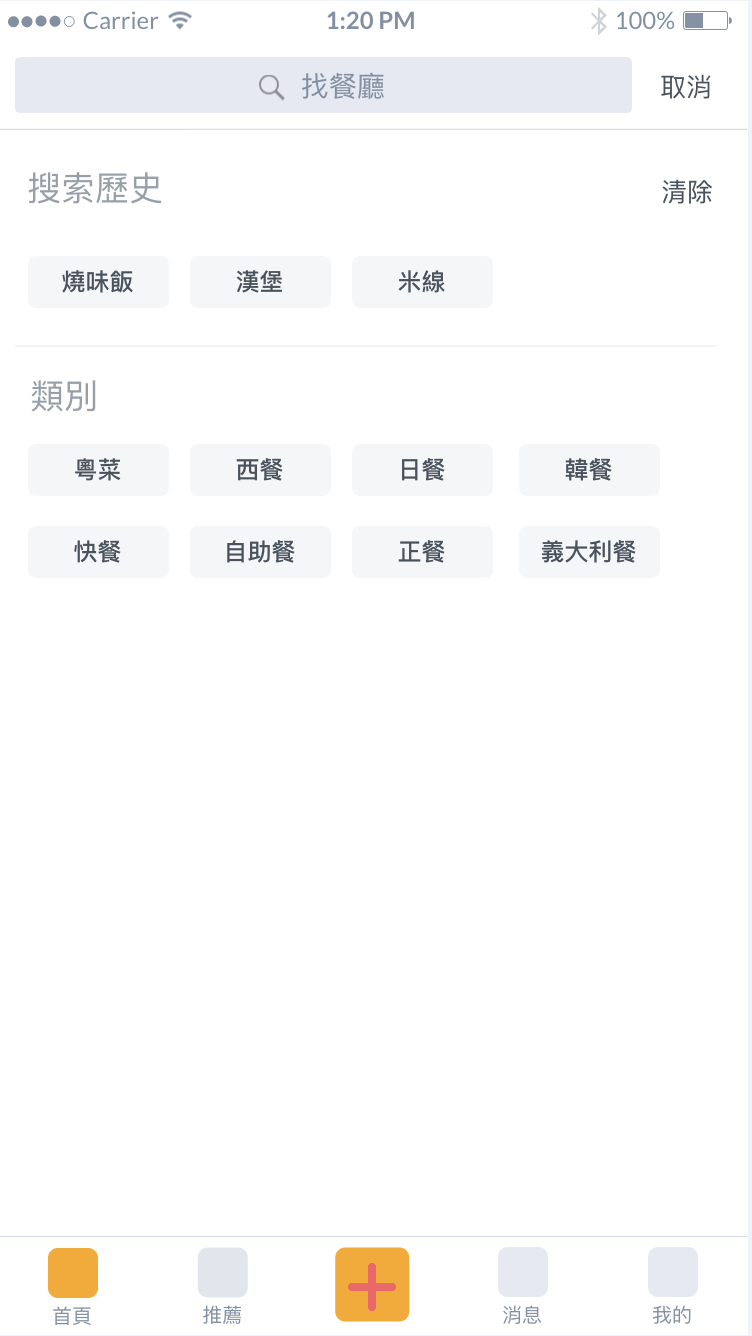 Carrier 1:20 PM 100%
找餐廳 取消
搜索歷史 清除
燒味飯 漢堡 米線
類別
粵菜 西餐 日餐 韓餐
快餐 自助餐 正餐 義大利餐
首頁 推薦 消息 我的